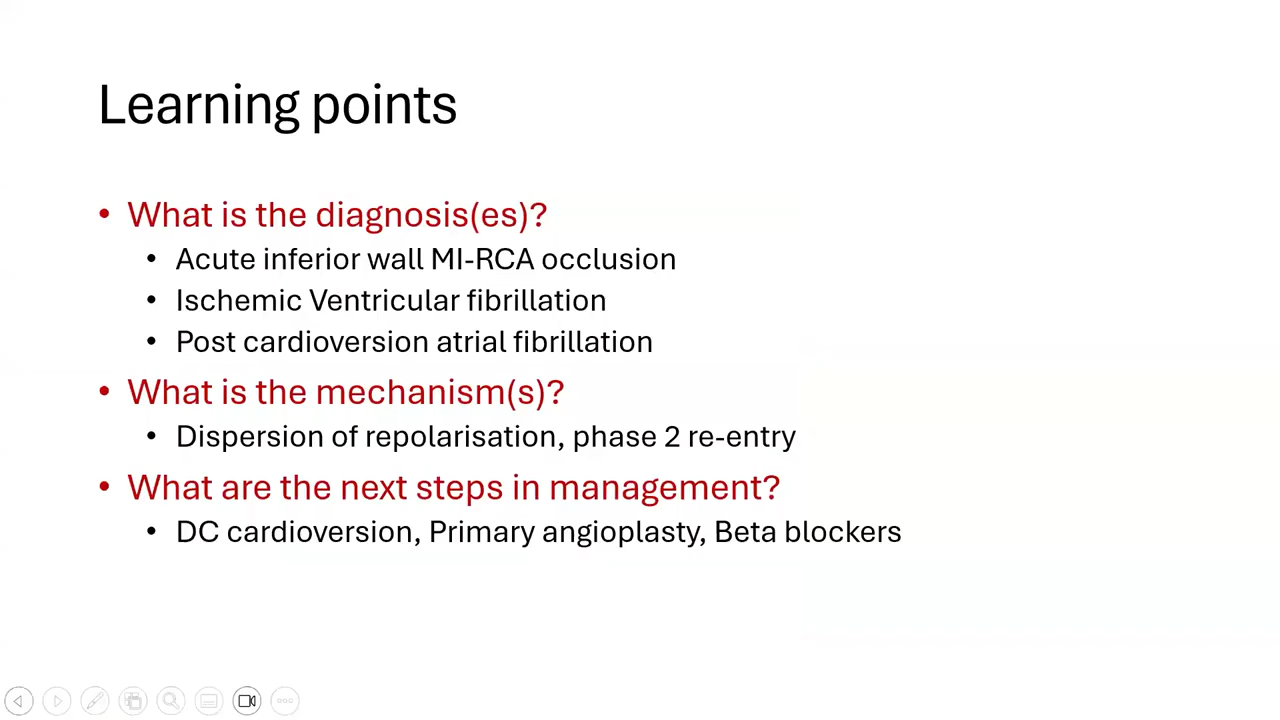 Learning points
• What is the diagnosis(es)?
• Acute inferior wall MI-RCA occlusion
• Ischemic Ventricular fibrillation
• Post cardioversion atrial fibrillation
• What is the mechanism(s)?
• Dispersion of repolarisation, phase 2 re-entry
• What are the next steps in management?
• DC cardioversion, Primary angioplasty, Beta blockers